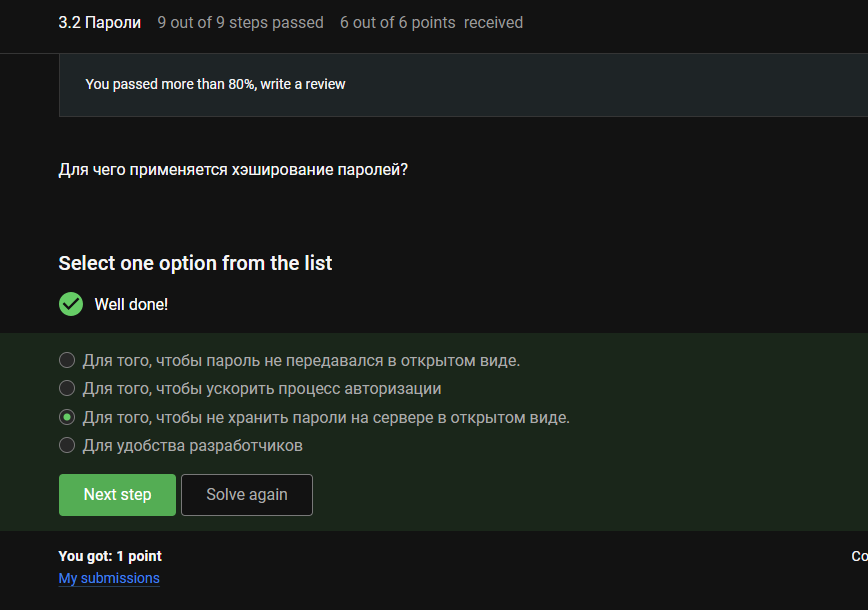 3.2 Пароли 9 out of 9 steps passed 6 out of 6 points received
You passed more than 80%, write a review
Для чего применяется хэширование паролей?
Select one option from the list
Well done!
Для того, чтобы пароль не передавался в открытом виде.
Для того, чтобы ускорить процесс авторизации
Для того, чтобы не хранить пароли на сервере в открытом виде.
Для удобства разработчиков
Next step Solve again
You got: 1 point
Co
My submissions